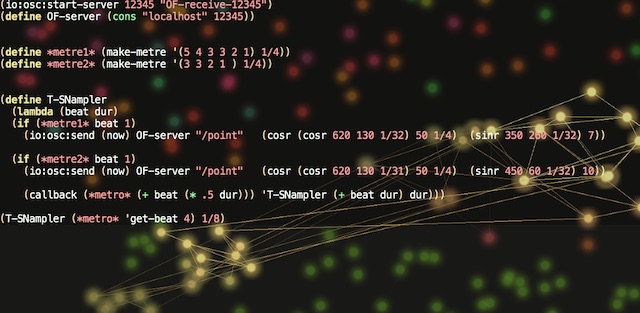 (io:osc:start-server 12345 "OF-receive-12345")
(define OF-server (cons "localhost" 12345))
(define *metre1* (make-metre '(5 4 3 3 2 1) 1/4))
(define *metre2* (make-metre '(3 3 2 1 ) 1/4))
(define T-SNampler
(lambda (beat dur)
(if (*metre1* beat 1)
(io:osc:send (now) OF-server "/point" (cosr (cosr 620 130 1/32) 50 1/4) (sinr 350 260 1/32) 7))
(if (*metre2* beat 1)
(io:osc:send (now) OF-server "/point" (cosr (cosr 620 130 1/31) 50 1/4) (sinr 450 60 1/32) 10))
(callback (*metro* (+ beat (* .5 dur))) 'T-SNampler (+ beat dur) dur)))
(T-SNampler (*metro* 'get-beat 4) 1/8)